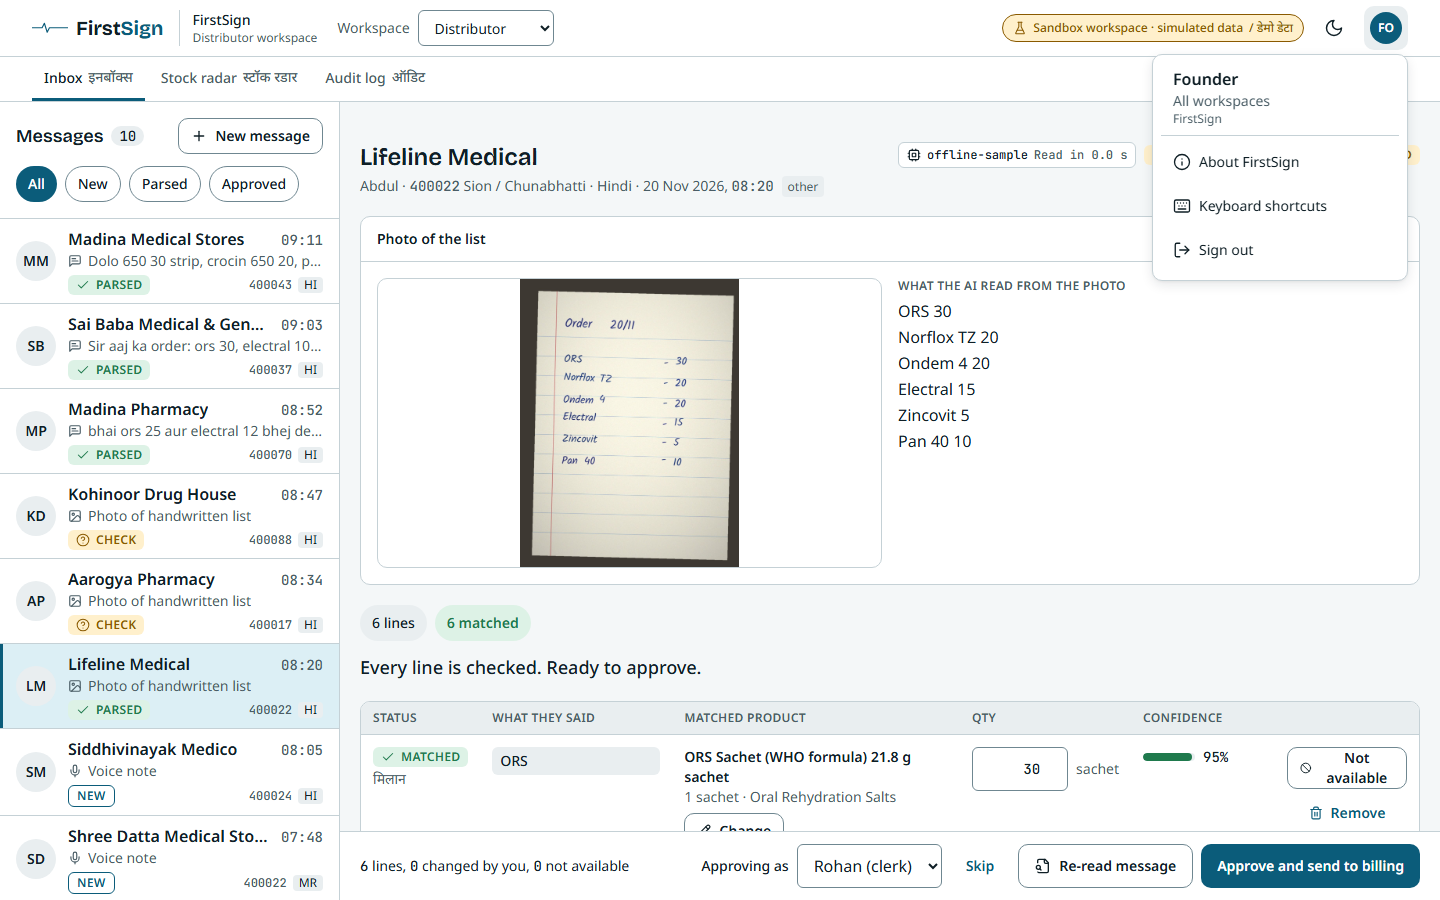 FirstSign
FirstSign
Distributor workspace
Workspace
Distributor
Sandbox workspace · simulated data / डेमो डेटा
FO
Inbox इनबॉक्स
Stock radar स्टॉक रडार
Audit log ऑडिट
Founder
All workspaces
FirstSign
About FirstSign
Keyboard shortcuts
Sign out
Messages 10
New message
All
New
Parsed
Approved
MM
Madina Medical Stores 09:11
Dolo 650 30 strip, crocin 650 20, p...
PARSED 400043 HI
SB
Sai Baba Medical & Gen... 09:03
Sir aaj ka order: ors 30, electral 10...
PARSED 400037 HI
MP
Madina Pharmacy 08:52
bhai ors 25 aur electral 12 bhej de...
PARSED 400070 HI
KD
Kohinoor Drug House 08:47
Photo of handwritten list
CHECK 400088 HI
AP
Aarogya Pharmacy 08:34
Photo of handwritten list
CHECK 400017 HI
LM
Lifeline Medical 08:20
Photo of handwritten list
PARSED 400022 HI
SM
Siddhivinayak Medico 08:05
Voice note
NEW 400024 HI
SD
Shree Datta Medical Sto... 07:48
Voice note
NEW 400022 MR
Lifeline Medical
offline-sample Read in 0.0 s
Abdul · 400022 Sion / Chunabhatti · Hindi · 20 Nov 2026, 08:20 other
Photo of the list
Order 20/11
ORS - 30
Norflox TZ - 20
Ondem 4 - 20
Electral - 15
Zincovit - 5
Pan 40 - 10
WHAT THE AI READ FROM THE PHOTO
ORS 30
Norflox TZ 20
Ondem 4 20
Electral 15
Zincovit 5
Pan 40 10
6 lines
6 matched
Every line is checked. Ready to approve.
STATUS WHAT THEY SAID MATCHED PRODUCT QTY CONFIDENCE
MATCHED
मिलान
ORS
ORS Sachet (WHO formula) 21.8 g
sachet
1 sachet · Oral Rehydration Salts
Change
30 sachet
95%
Not
available
Remove
6 lines, 0 changed by you, 0 not available
Approving as
Rohan (clerk)
Skip
Re-read message
Approve and send to billing